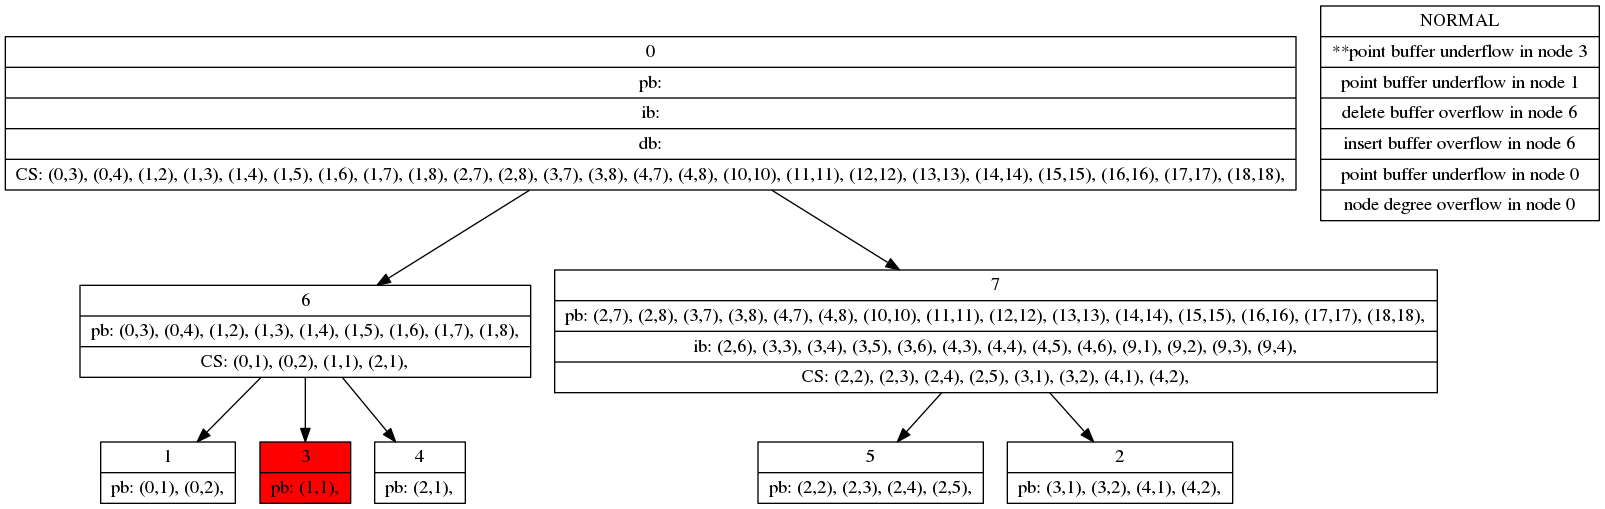 0
pb:
ib:
db:
CS: (0,3), (0,4), (1,2), (1,3), (1,4), (1,5), (1,6), (1,7), (1,8), (2,7), (2,8), (3,7), (3,8), (4,7), (4,8), (10,10), (11,11), (12,12), (13,13), (14,14), (15,15), (16,16), (17,17), (18,18),
NORMAL
**point buffer underflow in node 3
point buffer underflow in node 1
delete buffer overflow in node 6
insert buffer overflow in node 6
point buffer underflow in node 0
node degree overflow in node 0
6
pb: (0,3), (0,4), (1,2), (1,3), (1,4), (1,5), (1,6), (1,7), (1,8),
CS: (0,1), (0,2), (1,1), (2,1),
7
pb: (2,7), (2,8), (3,7), (3,8), (4,7), (4,8), (10,10), (11,11), (12,12), (13,13), (14,14), (15,15), (16,16), (17,17), (18,18),
ib: (2,6), (3,3), (3,4), (3,5), (3,6), (4,3), (4,4), (4,5), (4,6), (9,1), (9,2), (9,3), (9,4),
CS: (2,2), (2,3), (2,4), (2,5), (3,1), (3,2), (4,1), (4,2),
1
pb: (0,1), (0,2),
3
pb: (1,1),
4
pb: (2,1),
5
pb: (2,2), (2,3), (2,4), (2,5),
2
pb: (3,1), (3,2), (4,1), (4,2),